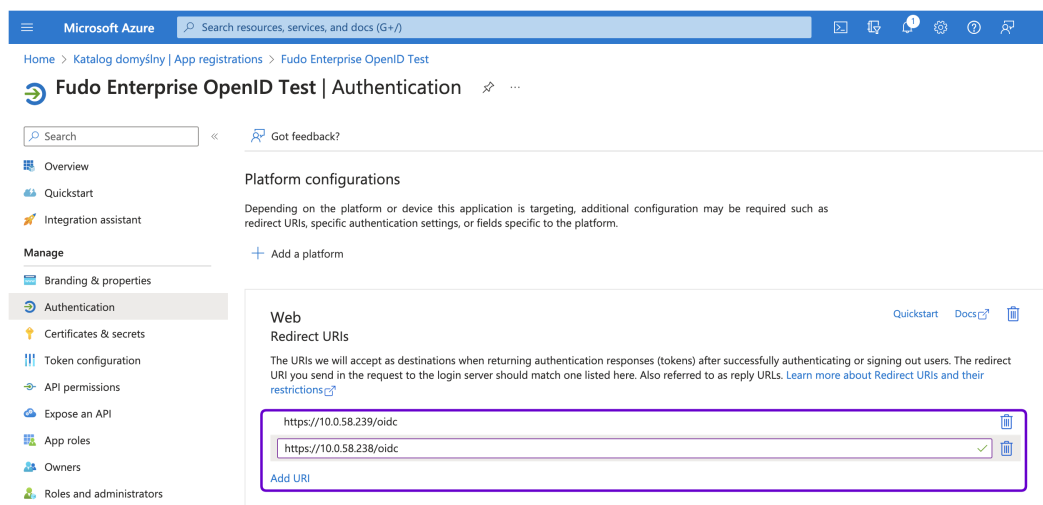 Microsoft Azure
Search resources, services, and docs (G+/)
1
Home > Katalog domyślny | App registrations > Fudo Enterprise OpenID Test
Fudo Enterprise OpenID Test | Authentication
Search
Got feedback?
Overview
Quickstart
Integration assistant
Manage
Branding & properties
Authentication
Certificates & secrets
Token configuration
API permissions
Expose an API
App roles
Owners
Roles and administrators
Platform configurations
Depending on the platform or device this application is targeting, additional configuration may be required such as
redirect URIs, specific authentication settings, or fields specific to the platform.
Add a platform
Web
Quickstart
Docs
Redirect URIs
The URIs we will accept as destinations when returning authentication responses (tokens) after successfully authenticating or signing out users. The redirect
URI you send in the request to the login server should match one listed here. Also referred to as reply URLs. Learn more about Redirect URIs and their
restrictions
https://10.0.58.239/oidc
https://10.0.58.238/oidc
Add URI